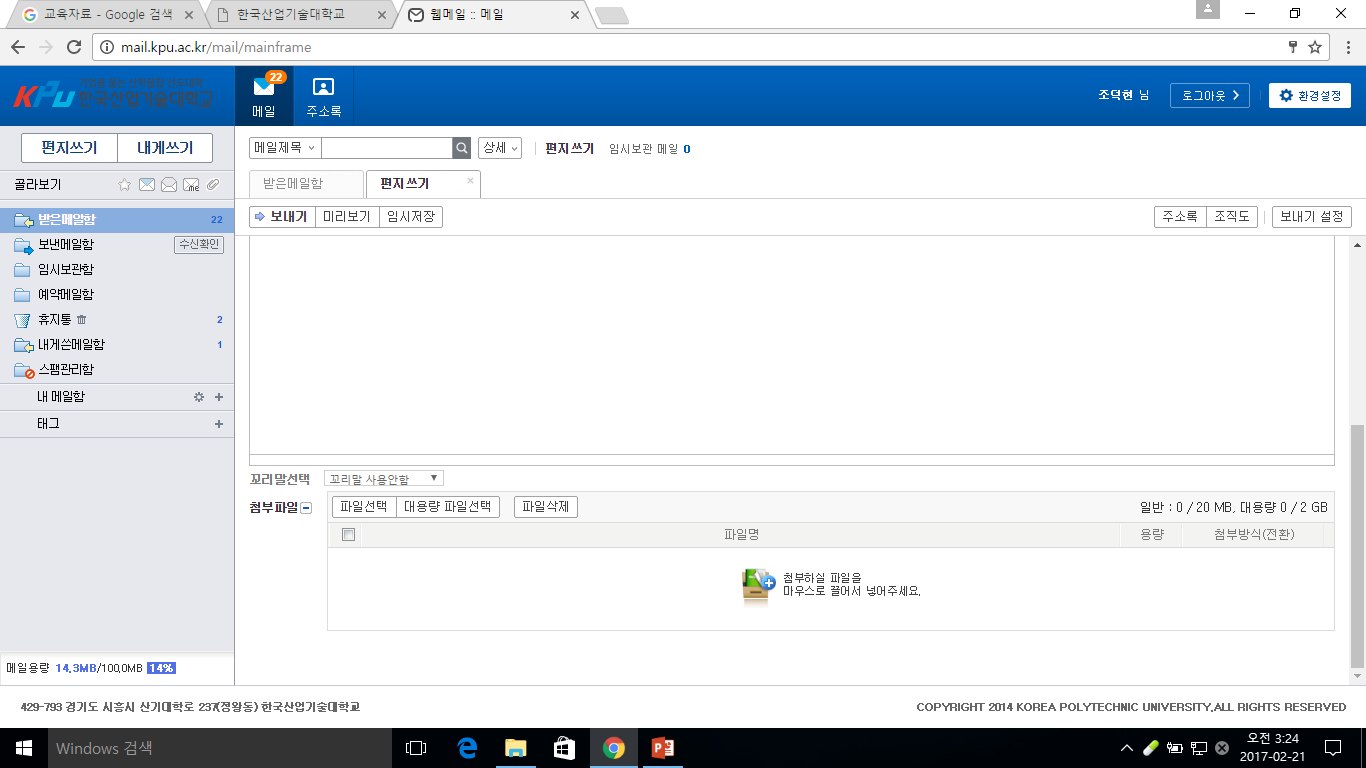 교육자료 - Google 검색
한국산업기술대학교
웹메일 :: 메일
mail.kpu.ac.kr/mail/mainframe
KPU 한국산업기술대학교
22
메일
주소록
조덕현 님
로그아웃
환경설정
편지쓰기 내게쓰기
메일제목
상세
편지쓰기
임시보관 메일 0
골라보기
받은메일함
편지쓰기
받은메일함 22
보내기 미리보기 임시저장
주소록 조직도 보내기 설정
보낸메일함 수신확인
임시보관함
예약메일함
휴지통 2
내게쓴메일함 1
스팸관리함
내 메일함
태그
꼬리말선택 꼬리말 사용안함
첨부파일 파일선택 대용량 파일선택 파일삭제 일반 : 0 / 20 MB, 대용량 0 / 2 GB
파일명 용량 첨부방식(전환)
첨부하실 파일을
마우스로 끌어서 넣어주세요.
메일용량 14,3MB/100,0MB 14%
429-793 경기도 시흥시 산기대학로 237(정왕동) 한국산업기술대학교
COPYRIGHT 2014 KOREA POLYTECHNIC UNIVERSITY,ALL RIGHTS RESERVED
Windows 검색
오전 3:24
2017-02-21